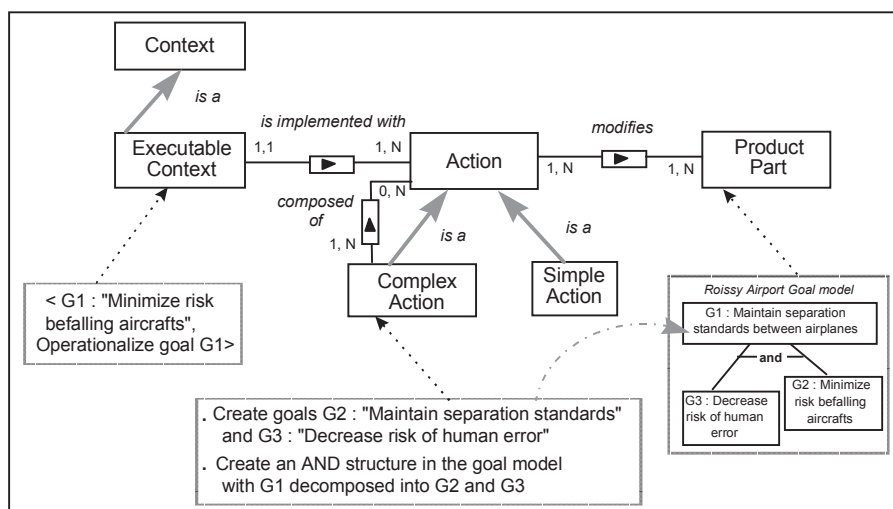 Context
is a
is implemented with
modifies
Executable
Context
1,1
1, N
Action
1, N
1, N
Product
Part
composed
of
0, N
1, N
is a
is a
Complex
Action
Simple
Action
< G1 : "Minimize risk
befalling aircrafts",
Operationalize goal G1>
Roissy Airport Goal model
G1 : Maintain separation
standards between airplanes
and
G3 : Decrease
risk of human
error
G2 : Minimize
risk befalling
aircrafts
. Create goals G2 : "Maintain separation standards"
and G3 : "Decrease risk of human error"
. Create an AND structure in the goal model
with G1 decomposed into G2 and G3